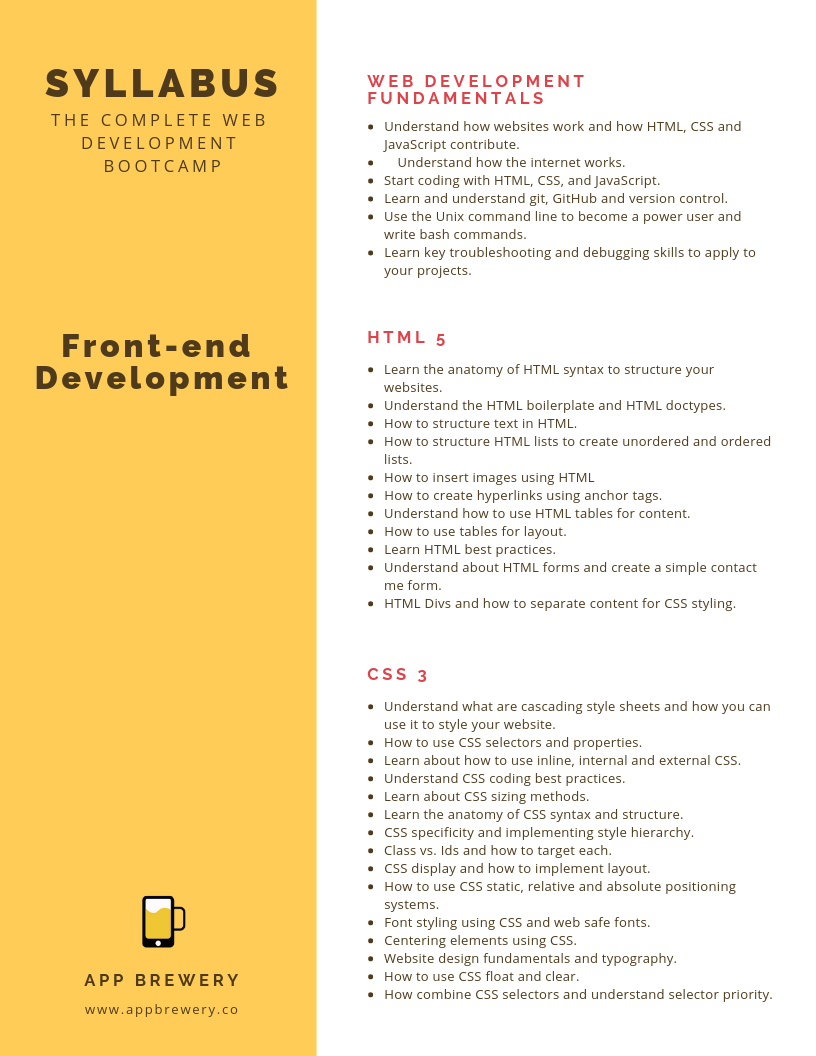 SYLLABUS
THE COMPLETE WEB
DEVELOPMENT
BOOTCAMP
Front-end
Development
APP BREWERY
www.appbrewery.co
WEB DEVELOPMENT
FUNDAMENTALS
• Understand how websites work and how HTML, CSS and
JavaScript contribute.
• Understand how the internet works.
• Start coding with HTML, CSS, and JavaScript.
• Learn and understand git, GitHub and version control.
• Use the Unix command line to become a power user and
write bash commands.
• Learn key troubleshooting and debugging skills to apply to
your projects.
HTML 5
• Learn the anatomy of HTML syntax to structure your
websites.
• Understand the HTML boilerplate and HTML doctypes.
• How to structure text in HTML.
• How to structure HTML lists to create unordered and ordered
lists.
• How to insert images using HTML
• How to create hyperlinks using anchor tags.
• Understand how to use HTML tables for content.
• How to use tables for layout.
• Learn HTML best practices.
• Understand about HTML forms and create a simple contact
me form.
• HTML Divs and how to separate content for CSS styling.
CSS 3
• Understand what are cascading style sheets and how you can
use it to style your website.
• How to use CSS selectors and properties.
• Learn about how to use inline, internal and external CSS.
• Understand CSS coding best practices.
• Learn about CSS sizing methods.
• Learn the anatomy of CSS syntax and structure.
• CSS specificity and implementing style hierarchy.
• Class vs. Ids and how to target each.
• CSS display and how to implement layout.
• How to use CSS static, relative and absolute positioning
systems.
• Font styling using CSS and web safe fonts.
• Centering elements using CSS.
• Website design fundamentals and typography.
• How to use CSS float and clear.
• How combine CSS selectors and understand selector priority.